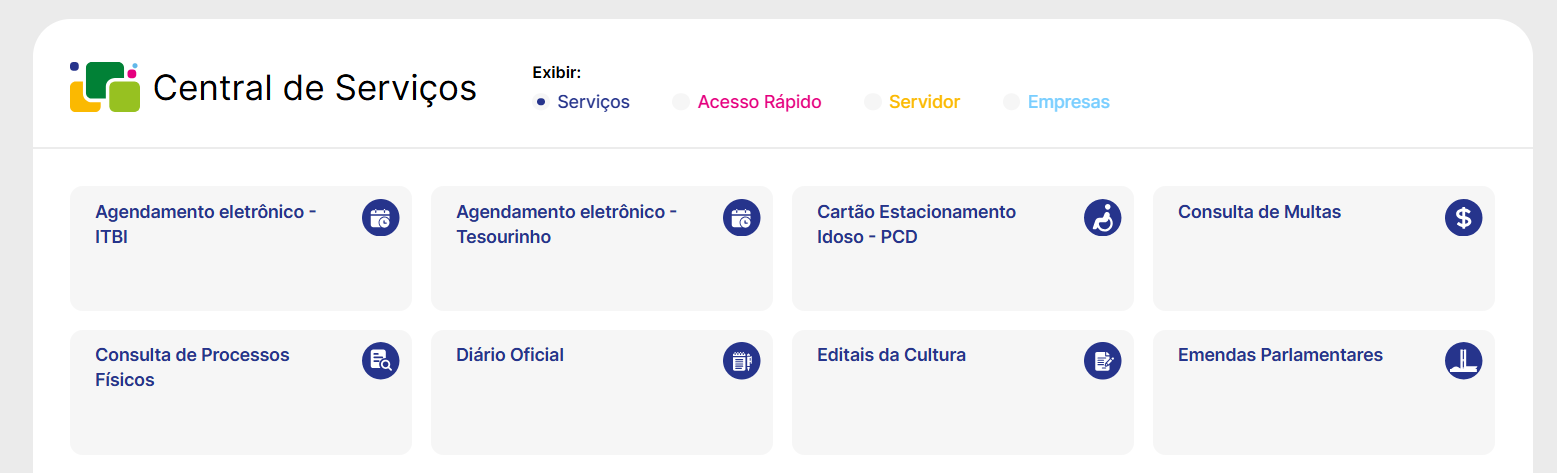 Central de Serviços
Exibir:
Serviços
Acesso Rápido
Servidor
Empresas
Agendamento eletrônico -
ITBI
Agendamento eletrônico -
Tesourinho
Cartão Estacionamento
Idoso - PCD
Consulta de Multas
$
Consulta de Processos
Físicos
Diário Oficial
Editais da Cultura
Emendas Parlamentares